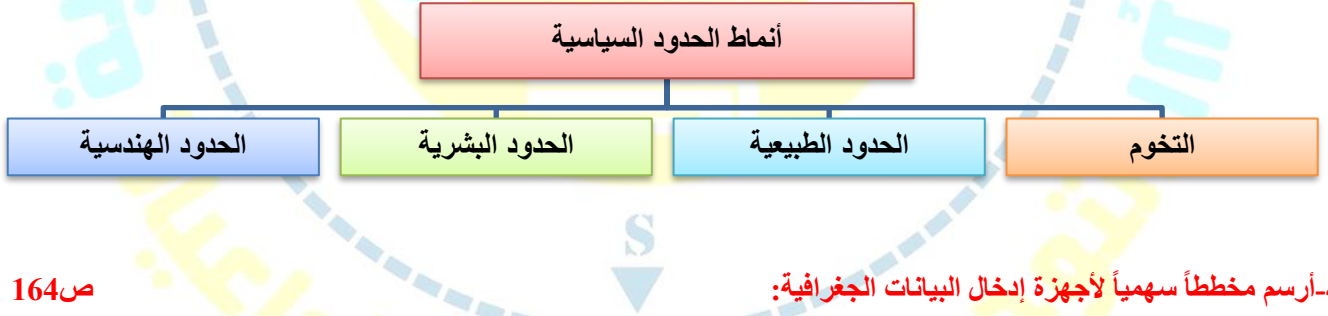 أنماط الحدود السياسية
التخوم
الحدود الطبيعية
الحدود البشرية
الحدود الهندسية
S
-أرسم مخططاً سهمياً لأجهزة إدخال البيانات الجغرافية: ص164